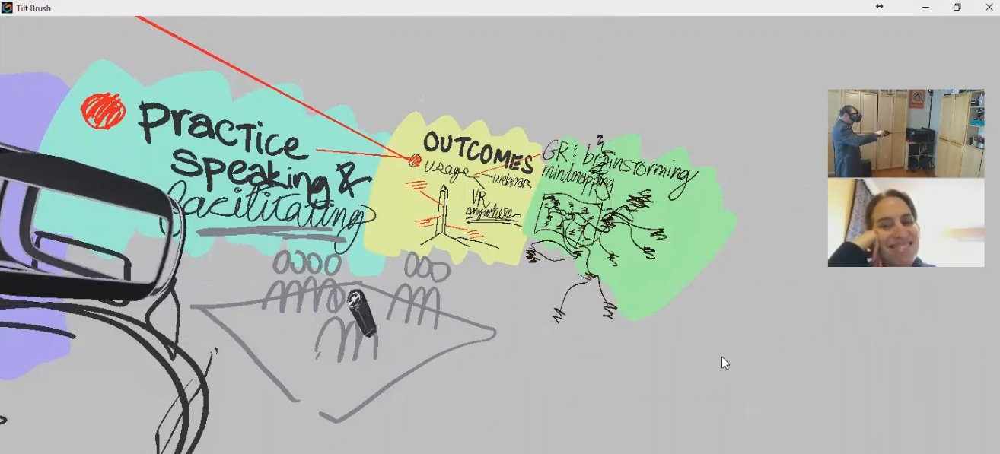 Tilt Brush
Practice
Speaking &
facilitating
OUTCOMES
usage
webinars
VR
anywhere
GR: brainstorming
mindmapping